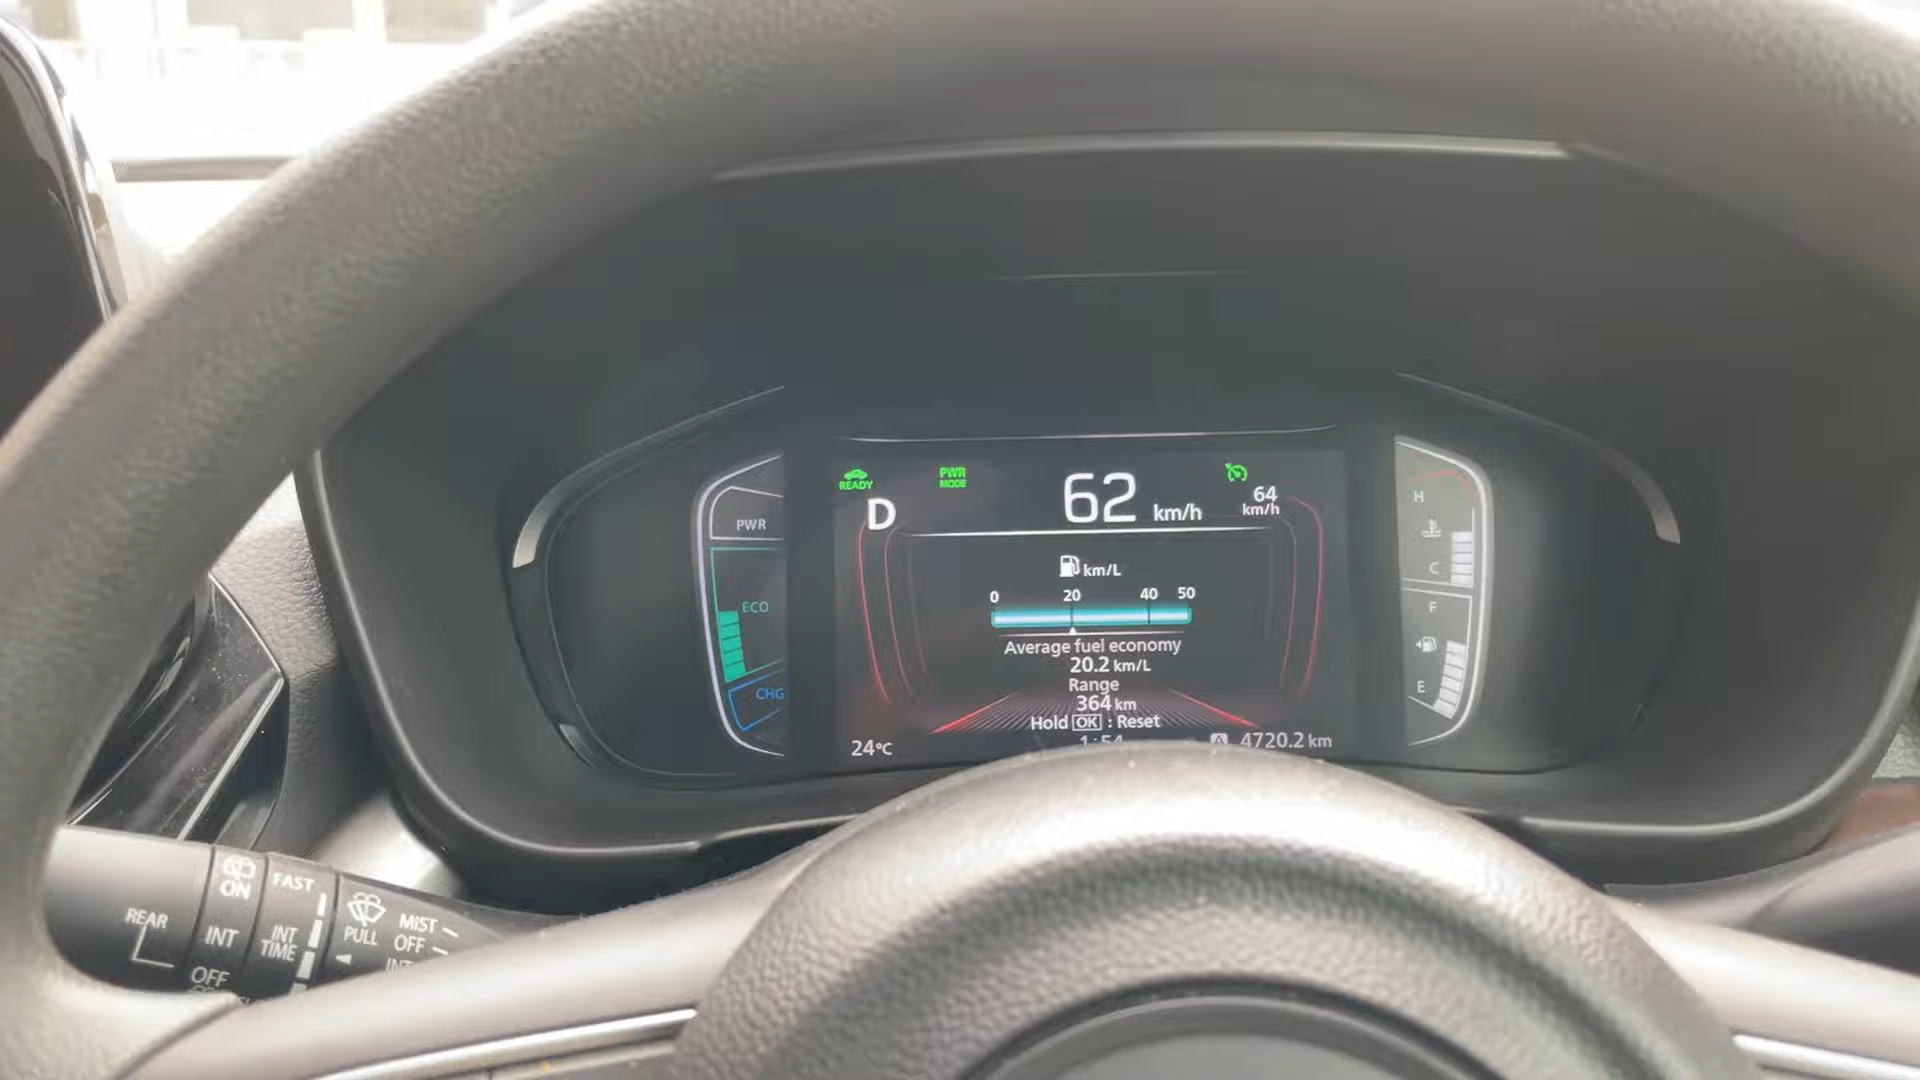 READY
PWR
MODE
D
62 km/h
64
km/h
PWR
ECO
CHG
km/L
0 20 40 50
Average fuel economy
20.2 km/L
Range
364 km
Hold OK : Reset
24°C
1:54
A 4720.2 km
H
C
F
E
REAR
ON
INT
OFF
FAST
INT
TIME
PULL
MIST
OFF